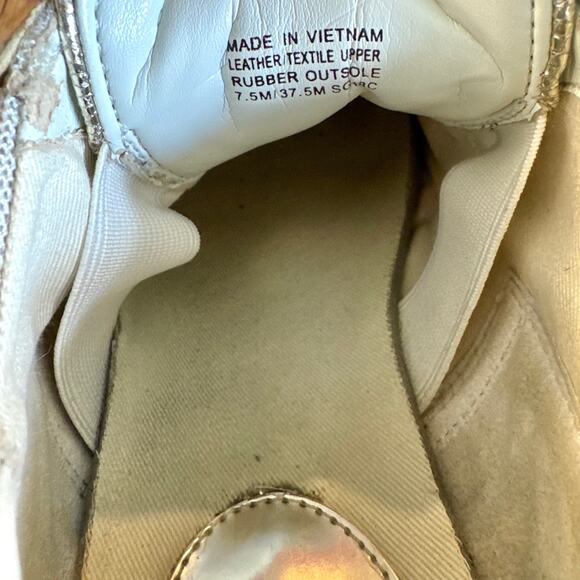 MADE IN VIETNAM
LEATHER/TEXTILE UPPER
RUBBER OUTSOLE
7.5M/37.5M